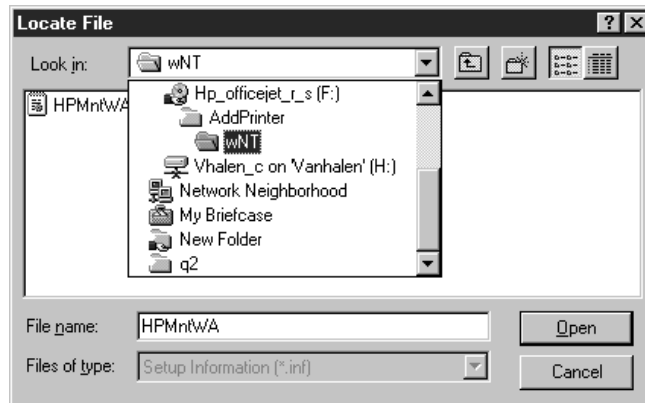 Locate File
Look in: wNT
Hp_officejet_r_s (F:)
HPMntWA
AddPrinter
wNT
Vhalen_c on 'Vanhalen' (H:)
Network Neighborhood
My Briefcase
New Folder
q2
File name: HPMntWA Open
Files of type: Setup Information (*.inf) Cancel